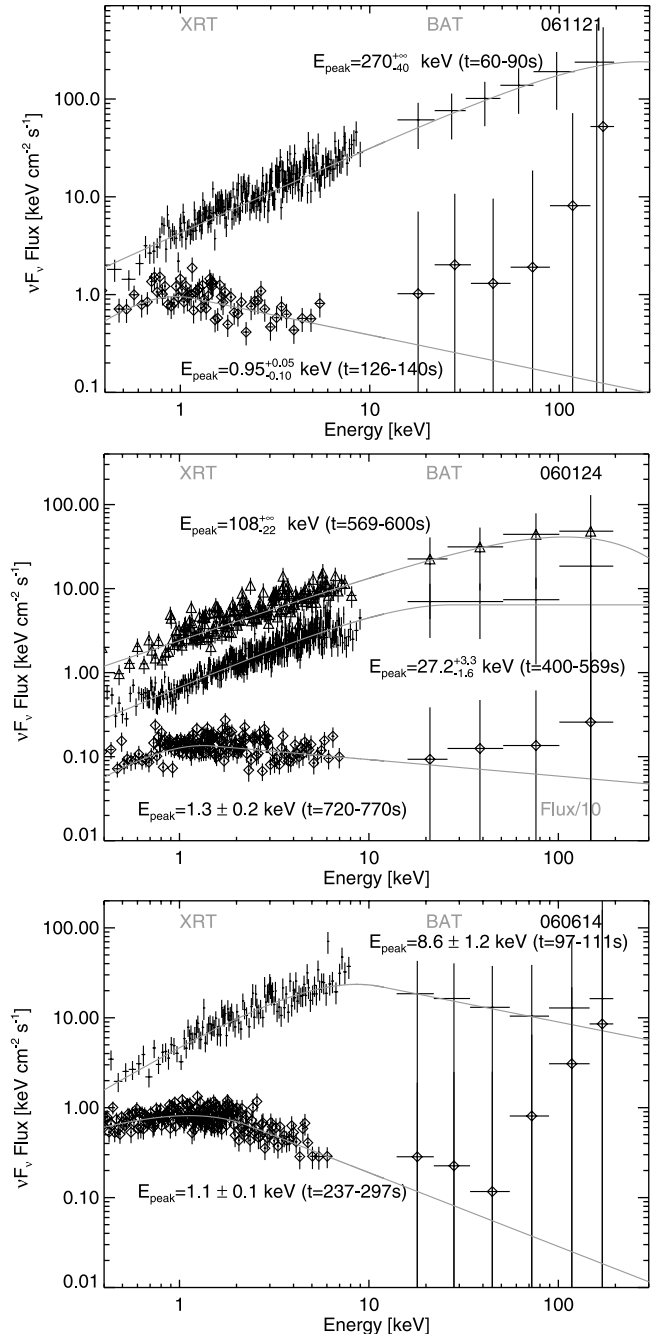 XRT BAT 061121
E_peak=270 +∞ -40 keV (t=60-90s)
100.0
10.0
1.0
0.1
νFν Flux [keV cm-2 s-1]
E_peak=0.95 +0.05 -0.10 keV (t=126-140s)
1 10 100
Energy [keV]
XRT BAT 060124
E_peak=108 +∞ -22 keV (t=569-600s)
100.00
10.00
1.00
0.10
0.01
νFν Flux [keV cm-2 s-1]
E_peak=27.2 +3.3 -1.6 keV (t=400-569s)
E_peak=1.3 ± 0.2 keV (t=720-770s)
Flux/10
1 10 100
Energy [keV]
XRT BAT 060614
E_peak=8.6 ± 1.2 keV (t=97-111s)
100.00
10.00
1.00
0.10
0.01
νFν Flux [keV cm-2 s-1]
E_peak=1.1 ± 0.1 keV (t=237-297s)
1 10 100
Energy [keV]